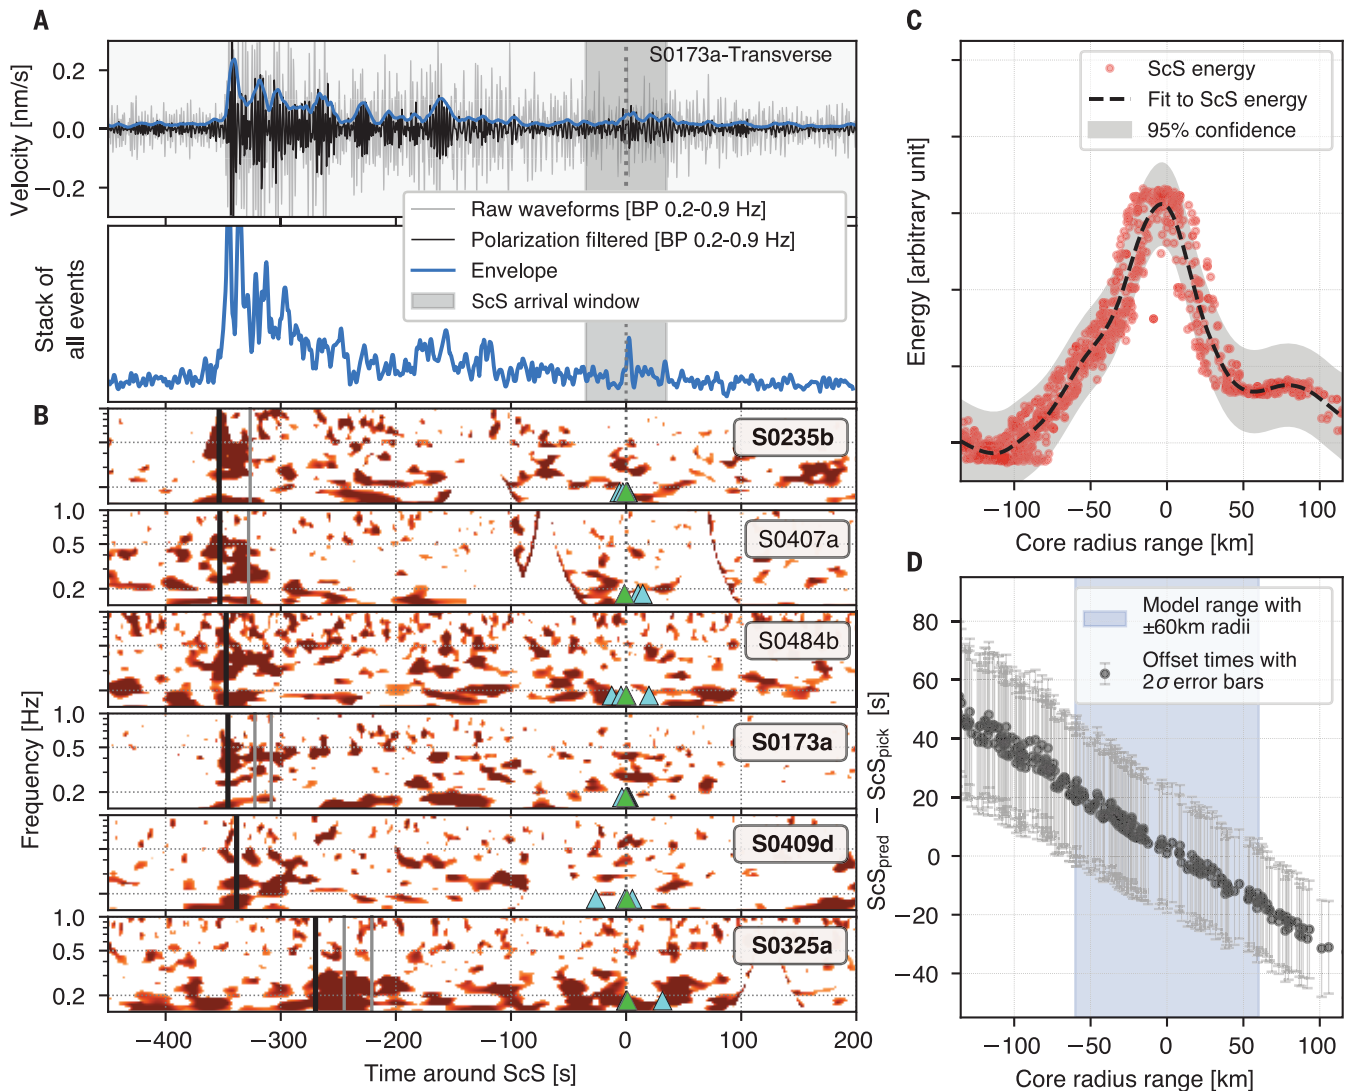 A
S0173a-Transverse
0.2
0.0
−0.2
Velocity [nm/s]
Raw waveforms [BP 0.2-0.9 Hz]
Polarization filtered [BP 0.2-0.9 Hz]
Envelope
ScS arrival window
Stack of
all events
B
S0235b
1.0
0.5
0.2
S0407a
S0484b
Frequency [Hz]
1.0
0.5
0.2
S0173a
S0409d
1.0
0.5
0.2
S0325a
−400
−300
−200
−100
0
100
200
Time around ScS [s]
C
ScS energy
Fit to ScS energy
95% confidence
Energy [arbitrary unit]
−100
−50
0
50
100
Core radius range [km]
D
Model range with
±60km radii
Offset times with
2σ error bars
80
60
40
20
0
−20
−40
ScSpred − ScSpick [s]
−100
−50
0
50
100
Core radius range [km]